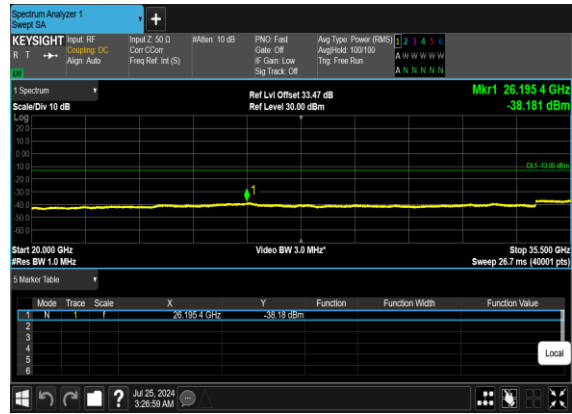 Spectrum Analyzer 1
Swept SA
+
KEYSIGHT Input: RF Input Z: 50 Ω #Atten: 10 dB PNO: Fast Avg Type: Power (RMS) 1 2 3 4 5 6
R T Coupling: DC Corr CCorr Gate: Off Avg|Hold: 100/100 A W W W W W
Align: Auto Freq Ref: Int (S) IF Gain: Low Trig: Free Run
Sig Track: Off A N N N N N
1 Spectrum
Ref Lvl Offset 33.47 dB Mkr1 26.195 4 GHz
Scale/Div 10 dB Ref Level 30.00 dBm -38.181 dBm
Log
20.0
10.0
0.00
-10.0
DL1 -13.00 dBm
-20.0
-30.0
1
-40.0
-50.0
-60.0
Start 20.000 GHz Video BW 3.0 MHz* Stop 35.500 GHz
#Res BW 1.0 MHz Sweep 26.7 ms (40001 pts)
5 Marker Table
Mode Trace Scale X Y Function Function Width Function Value
1 N 1 f 26.195 4 GHz -38.18 dBm
2
3
4
5
6
Local
?
Jul 25, 2024
3:26:59 AM